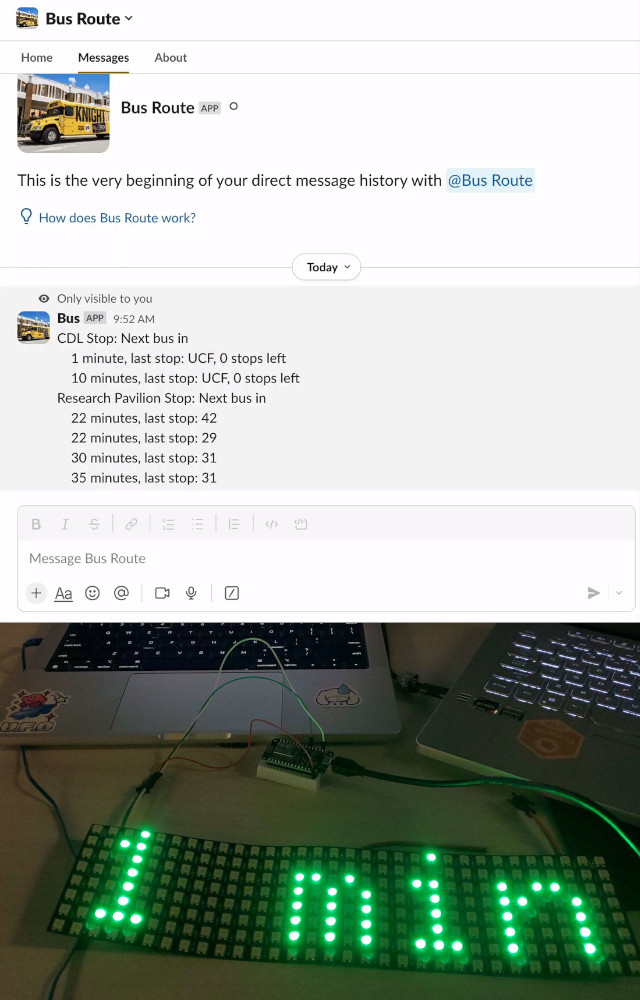 Bus Route
Home Messages About
KNIGHT
Bus Route APP
This is the very beginning of your direct message history with @Bus Route
How does Bus Route work?
Today
Only visible to you
Bus APP 9:52 AM
CDL Stop: Next bus in
1 minute, last stop: UCF, 0 stops left
10 minutes, last stop: UCF, 0 stops left
Research Pavilion Stop: Next bus in
22 minutes, last stop: 42
22 minutes, last stop: 29
30 minutes, last stop: 31
35 minutes, last stop: 31
B I S
Message Bus Route
Aa @
UFO
1 min